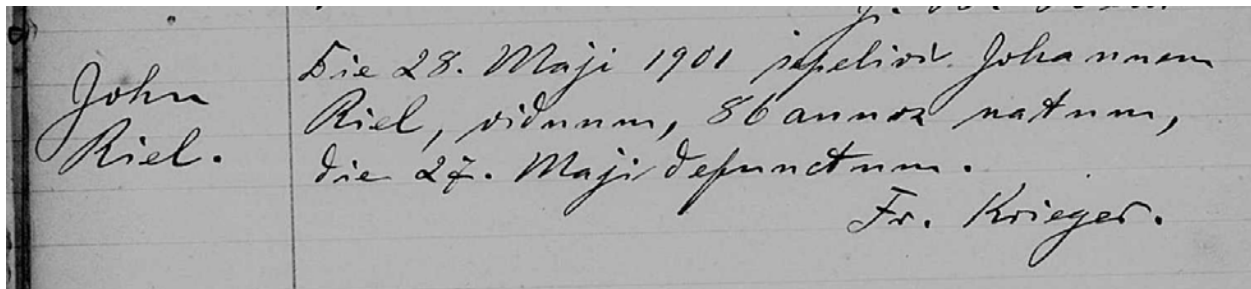 John
Riel.
Die 28. Maji 1901 sepelivi Johannem
Riel, viduum, 86 annos natum,
die 27. Maji defunctum.
Fr. Krieger.